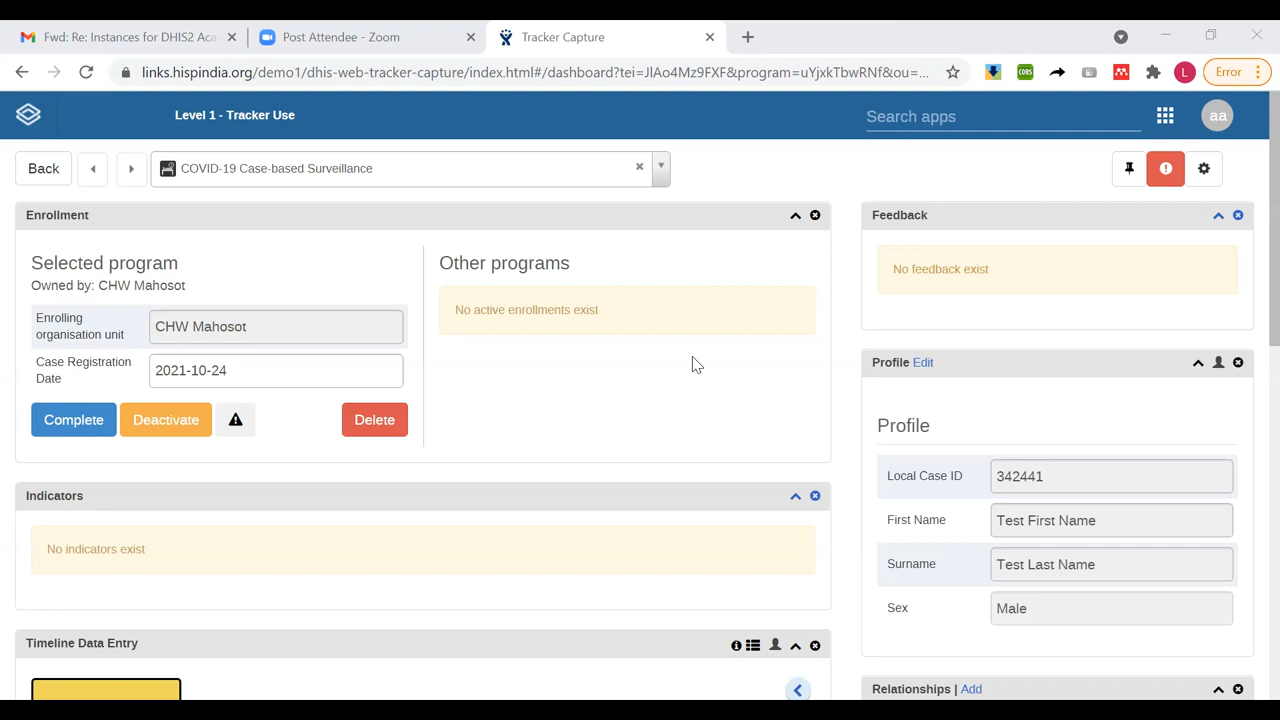 Fwd: Re: Instances for DHIS2 Aca
Post Attendee - Zoom
Tracker Capture
links.hispindia.org/demo1/dhis-web-tracker-capture/index.html#/dashboard?tei=JlAo4Mz9FXF&program=uYjxkTbwRNf&ou=...
CORS
L
Error
Level 1 - Tracker Use
Search apps
aa
Back
COVID-19 Case-based Surveillance
Enrollment
Selected program
Owned by: CHW Mahosot
Enrolling
organisation unit
CHW Mahosot
Case Registration
Date
2021-10-24
Complete
Deactivate
Delete
Other programs
No active enrollments exist
Indicators
No indicators exist
Timeline Data Entry
Feedback
No feedback exist
Profile Edit
Profile
Local Case ID
342441
First Name
Test First Name
Surname
Test Last Name
Sex
Male
Relationships | Add